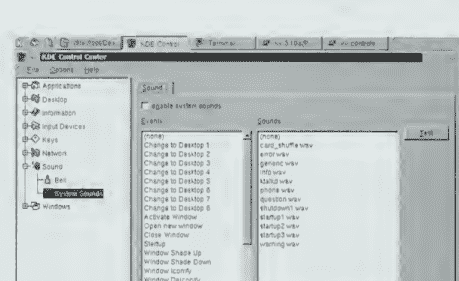 KDE Control
Terminal
KDE Control Center
File Options Help
Applications
Desktop
Information
Input Devices
Keys
Network
Sound
Bell
System Sounds
Windows
Sound
enable system sounds
Events
(none)
Change to Desktop 1
Change to Desktop 2
Change to Desktop 3
Change to Desktop 4
Change to Desktop 5
Change to Desktop 6
Change to Desktop 7
Change to Desktop 8
Activate Window
Open new window
Close Window
Startup
Window Shade Up
Window Shade Down
Window Iconify
Window DeIconify
Sounds
(none)
card_shuffle.wav
error.wav
generic.wav
info.wav
ktalkd.wav
phone.wav
question.wav
shutdown1.wav
startup1.wav
startup2.wav
startup3.wav
warning.wav
Test